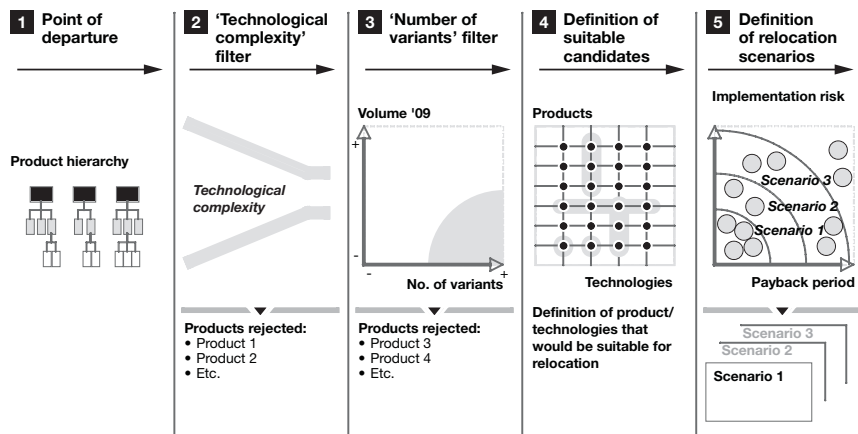 1 Point of
departure
Product hierarchy
2 ‘Technological
complexity’
filter
Technological
complexity
Products rejected:
• Product 1
• Product 2
• Etc.
3 ‘Number of
variants’ filter
Volume '09
+
-
- +
No. of variants
Products rejected:
• Product 3
• Product 4
• Etc.
4 Definition of
suitable
candidates
Products
Technologies
Definition of product/
technologies that
would be suitable for
relocation
5 Definition
of relocation
scenarios
Implementation risk
Scenario 3
Scenario 2
Scenario 1
Payback period
Scenario 3
Scenario 2
Scenario 1